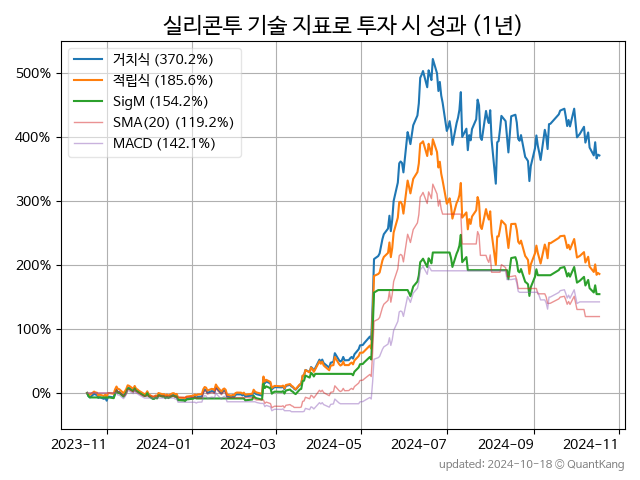 실리콘투 기술 지표로 투자 시 성과 (1년)
거치식 (370.2%)
적립식 (185.6%)
SigM (154.2%)
SMA(20) (119.2%)
MACD (142.1%)
500%
400%
300%
200%
100%
0%
2023-11 2024-01 2024-03 2024-05 2024-07 2024-09 2024-11
updated: 2024-10-18 © QuantKang